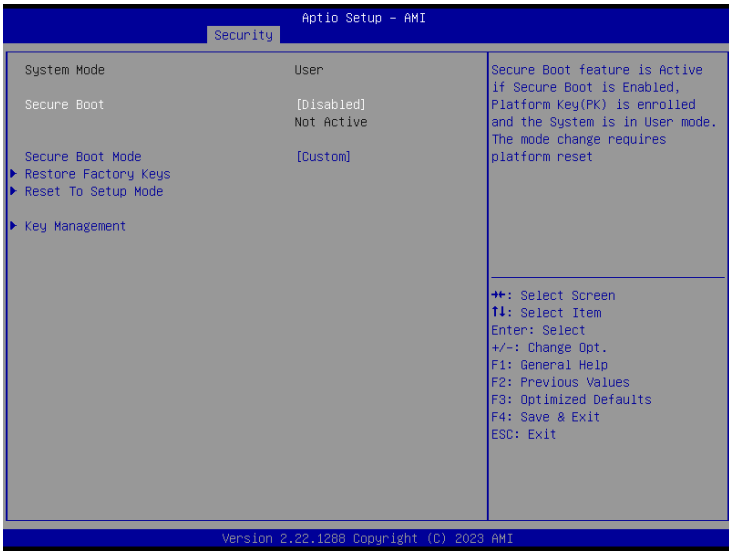 Aptio Setup – AMI
Security
System Mode User
Secure Boot [Disabled]
Not Active
Secure Boot Mode [Custom]
Restore Factory Keys
Reset To Setup Mode
Key Management
Secure Boot feature is Active
if Secure Boot is Enabled,
Platform Key(PK) is enrolled
and the System is in User mode.
The mode change requires
platform reset
→←: Select Screen
↑↓: Select Item
Enter: Select
+/-: Change Opt.
F1: General Help
F2: Previous Values
F3: Optimized Defaults
F4: Save & Exit
ESC: Exit
Version 2.22.1288 Copyright (C) 2023 AMI